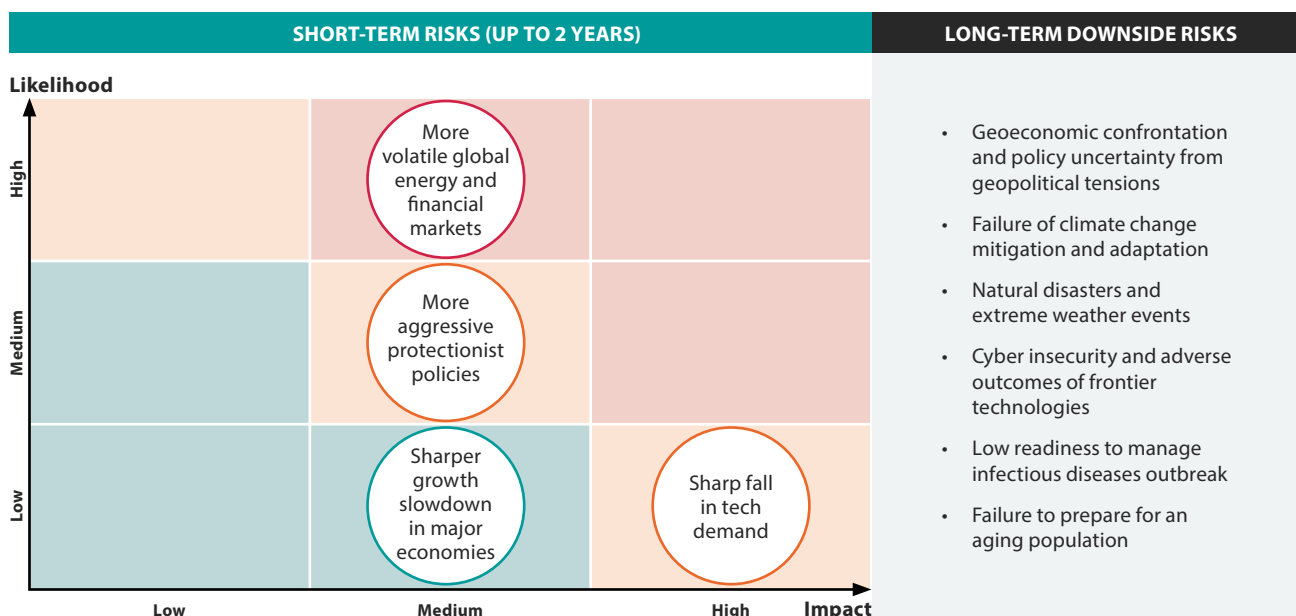 SHORT-TERM RISKS (UP TO 2 YEARS)
LONG-TERM DOWNSIDE RISKS
Likelihood
High
Medium
Low
More
volatile global
energy and
financial
markets
More
aggressive
protectionist
policies
Sharper
growth
slowdown
in major
economies
Sharp fall
in tech
demand
Low
Medium
High
Impact
• Geoeconomic confrontation
and policy uncertainty from
geopolitical tensions
• Failure of climate change
mitigation and adaptation
• Natural disasters and
extreme weather events
• Cyber insecurity and adverse
outcomes of frontier
technologies
• Low readiness to manage
infectious diseases outbreak
• Failure to prepare for an
aging population